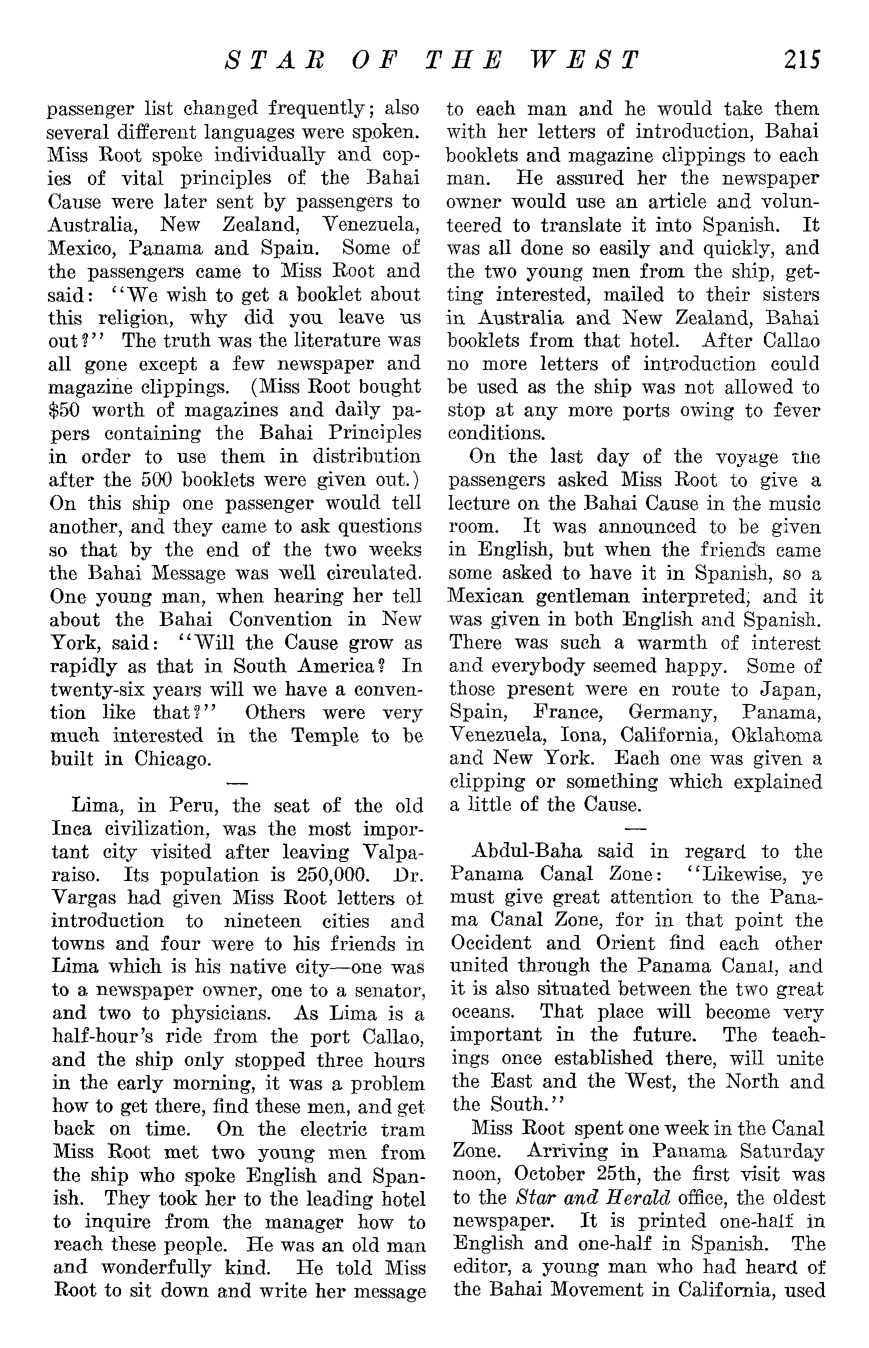 STAR OF THE WEST 215
passenger list changed frequently; also
several different languages were spoken.
Miss Root spoke individually and cop-
ies of vital principles of the Bahai
Cause were later sent by passengers to
Australia, New Zealand, Venezuela,
Mexico, Panama and Spain. Some of
the passengers came to Miss Root and
said: "We wish to get a booklet about
this religion, why did you leave us
out?" The truth was the literature was
all gone except a few newspaper and
magazine clippings. (Miss Root bought
$50 worth of magazines and daily pa-
pers containing the Bahai Principles
in order to use them in distribution
after the 500 booklets were given out.)
On this ship one passenger would tell
another, and they came to ask questions
so that by the end of the two weeks
the Bahai Message was well circulated.
One young man, when hearing her tell
about the Bahai Convention in New
York, said: "Will the Cause grow as
rapidly as that in South America? In
twenty-six years will we have a conven-
tion like that?" Others were very
much interested in the Temple to be
built in Chicago.
—
Lima, in Peru, the seat of the old
Inca civilization, was the most impor-
tant city visited after leaving Valpa-
raiso. Its population is 250,000. Dr.
Vargas had given Miss Root letters of
introduction to nineteen cities and
towns and four were to his friends in
Lima which is his native city—one was
to a newspaper owner, one to a senator,
and two to physicians. As Lima is a
half-hour's ride from the port Callao,
and the ship only stopped three hours
in the early morning, it was a problem
how to get there, find these men, and get
back on time. On the electric tram
Miss Root met two young men from
the ship who spoke English and Span-
ish. They took her to the leading hotel
to inquire from the manager how to
reach these people. He was an old man
and wonderfully kind. He told Miss
Root to sit down and write her message
to each man and he would take them
with her letters of introduction, Bahai
booklets and magazine clippings to each
man. He assured her the newspaper
owner would use an article and volun-
teered to translate it into Spanish. It
was all done so easily and quickly, and
the two young men from the ship, get-
ting interested, mailed to their sisters
in Australia and New Zealand, Bahai
booklets from that hotel. After Callao
no more letters of introduction could
be used as the ship was not allowed to
stop at any more ports owing to fever
conditions.
On the last day of the voyage the
passengers asked Miss Root to give a
lecture on the Bahai Cause in the music
room. It was announced to be given
in English, but when the friends came
some asked to have it in Spanish, so a
Mexican gentleman interpreted, and it
was given in both English and Spanish.
There was such a warmth of interest
and everybody seemed happy. Some of
those present were en route to Japan,
Spain, France, Germany, Panama,
Venezuela, Iona, California, Oklahoma
and New York. Each one was given a
clipping or something which explained
a little of the Cause.
—
Abdul-Baha said in regard to the
Panama Canal Zone: "Likewise, ye
must give great attention to the Pana-
ma Canal Zone, for in that point the
Occident and Orient find each other
united through the Panama Canal, and
it is also situated between the two great
oceans. That place will become very
important in the future. The teach-
ings once established there, will unite
the East and the West, the North and
the South."
Miss Root spent one week in the Canal
Zone. Arriving in Panama Saturday
noon, October 25th, the first visit was
to the Star and Herald office, the oldest
newspaper. It is printed one-half in
English and one-half in Spanish. The
editor, a young man who had heard of
the Bahai Movement in California, used